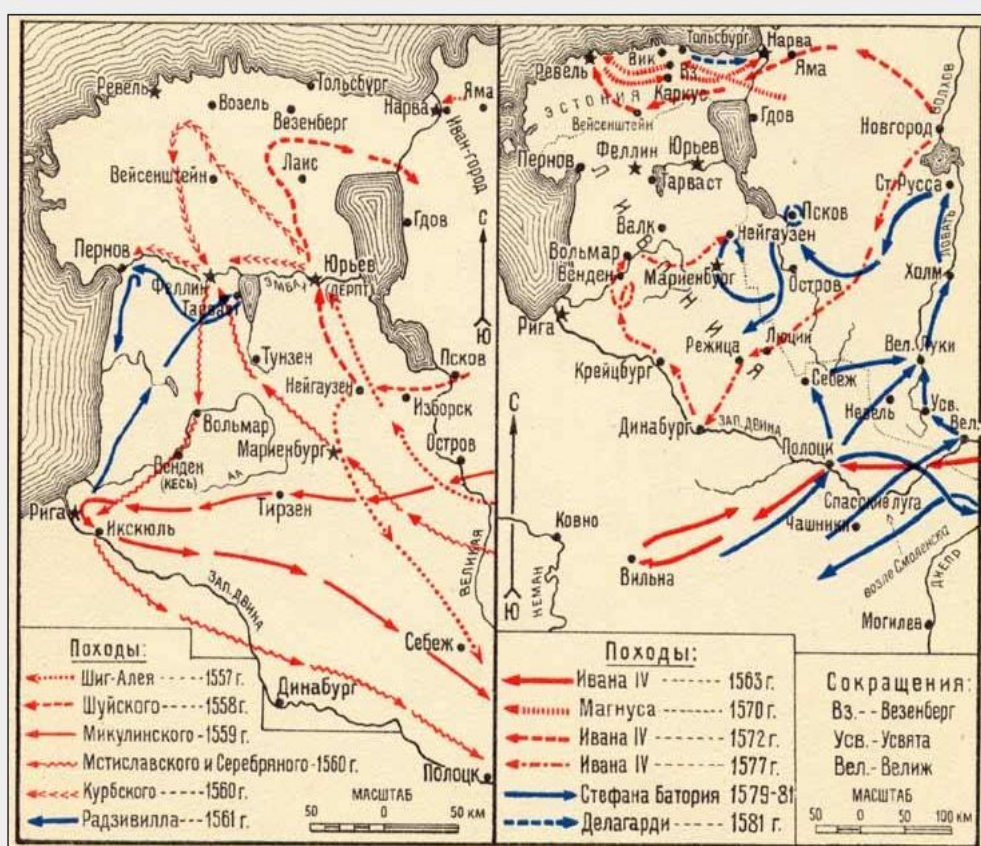 Ревель
Тольсбург
Возель
Везенберг
Нарва
Яма
Иван-город
Вейсенштейн
Лаис
Гдов
С
Ю
Пернов
Феллин
Тарваст
ЭМБАХ
Юрьев
(ДЕРПТ)
Тунзен
Нейгаузен
Псков
Изборск
Остров
Вольмар
Мариенбург
Венден
(КЕСЬ)
АА
Рига
Икскюль
Тирзен
ВЕЛИКАЯ
ЗАП. ДВИНА
Себеж
Динабург
Полоцк
Походы:
Шиг-Алея ---- 1557 г.
Шуйского ----- 1558 г.
Микулинского - 1559 г.
Мстиславского и Серебряного - 1560 г.
Курбского ---- 1560 г.
Радзивилла --- 1561 г.
МАСШТАБ
50 0 50 км
Тольсбург
Нарва
Ревель
Вик
Вз.
Яма
Каркус
ЭСТОНИЯ
Вейсенштейн
Гдов
ВОЛХОВ
Новгород
Пернов
Феллин
Юрьев
Тарваст
Ст. Русса
Псков
Валк
Нейгаузен
ЛОВАТЬ
Вольмар
Венден
Мариенбург
Остров
Холм
Рига
Режица
Люцин
Крейцбург
Себеж
Вел. Луки
Невель
Усв.
Динабург
ЗАП. ДВИНА
Вел.
Полоцк
С
Ю
Спасские луга
Чашники
Ковно
возле Смоленска
Вильна
НЕМАН
ДНЕПР
Могилев
Походы:
Ивана IV ------ 1563 г.
Магнуса ------ 1570 г.
Ивана IV ------ 1572 г.
Ивана IV ------ 1577 г.
Стефана Батория 1579-81
Делагарди ---- 1581 г.
Сокращения:
Вз. -- Везенберг
Усв. - Усвята
Вел. - Велиж
МАСШТАБ
50 0 50 100 км